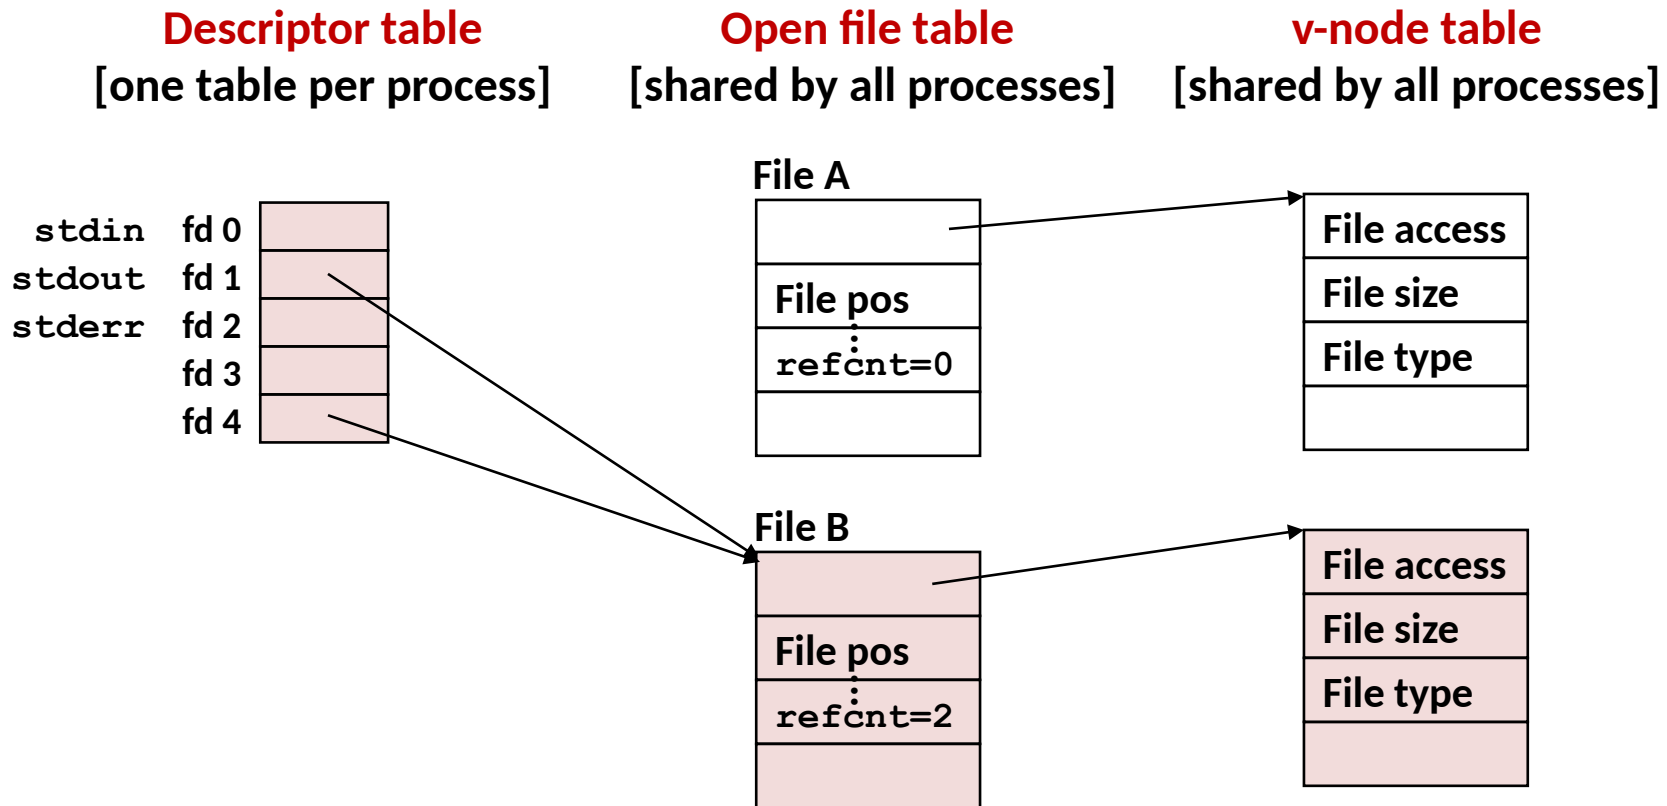 Descriptor table
[one table per process]
Open file table
[shared by all processes]
v-node table
[shared by all processes]
stdin fd 0
stdout fd 1
stderr fd 2
fd 3
fd 4
File A
File pos
refcnt=0
File access
File size
File type
File B
File pos
refcnt=2
File access
File size
File type